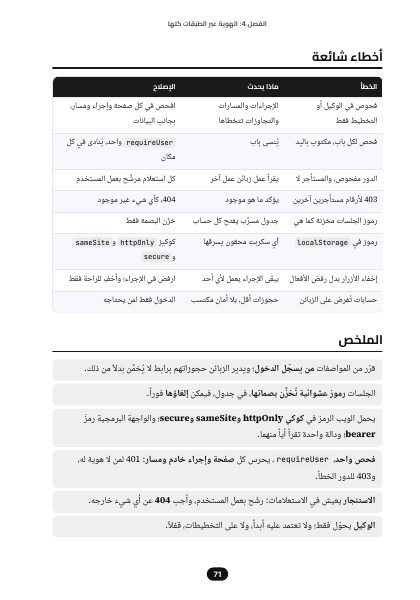 الفصل 4: الهوية عبر الطبقات كلها
أخطاء شائعة
الخطأ ماذا يحدث الإصلاح
فحوص في الوكيل أو الإجراءات والمسارات افحص في كل صفحة وإجراء ومسار،
التخطيط فقط والتجاوزات تتخطاها بجانب البيانات
فحص لكل باب، مكتوب باليد يُنسى باب requireUser واحد، يُنادى في كل
مكان
الدور مفحوص، والمستأجر لا يقرأ عمل زبائن عمل آخر كل استعلام مرشّح بعمل المستخدم
403 لأرقام مستأجرين آخرين يؤكد ما هو موجود 404، كأي شيء غير موجود
رموز الجلسات مخزنة كما هي جدول مسرّب يفتح كل حساب خزّن البصمة فقط
رموز في localStorage أي سكربت محقون يسرقها كوكيز httpOnly و sameSite
و secure
إخفاء الأزرار بدل رفض الأفعال يبقى الإجراء يعمل لأي أحد ارفض في الإجراء؛ وأخفِ للراحة فقط
حسابات تُفرض على الزبائن حجوزات أقل، بلا أمان مكتسب الدخول فقط لمن يحتاجه
الملخص
قرّر من المواصفات من يسجّل الدخول؛ ويدير الزبائن حجوزاتهم برابط لا يُخمَّن بدلاً من ذلك.
الجلسات رموز عشوائية تُخزَّن بصماتها، في جدول، فيمكن إلغاؤها فوراً.
يحمل الويب الرمز في كوكي httpOnly وsameSite وsecure؛ والواجهة البرمجية رمزَ
bearer؛ ودالة واحدة تقرأ أياً منهما.
فحص واحد، requireUser، يحرس كل صفحة وإجراء خادم ومسار: 401 لمن لا هوية له،
و403 للدور الخطأ.
الاستئجار يعيش في الاستعلامات: رشّح بعمل المستخدم، وأجب 404 عن أي شيء خارجه.
الوكيل يحوّل فقط؛ ولا تعتمد عليه أبداً، ولا على التخطيطات، قفلاً.
71